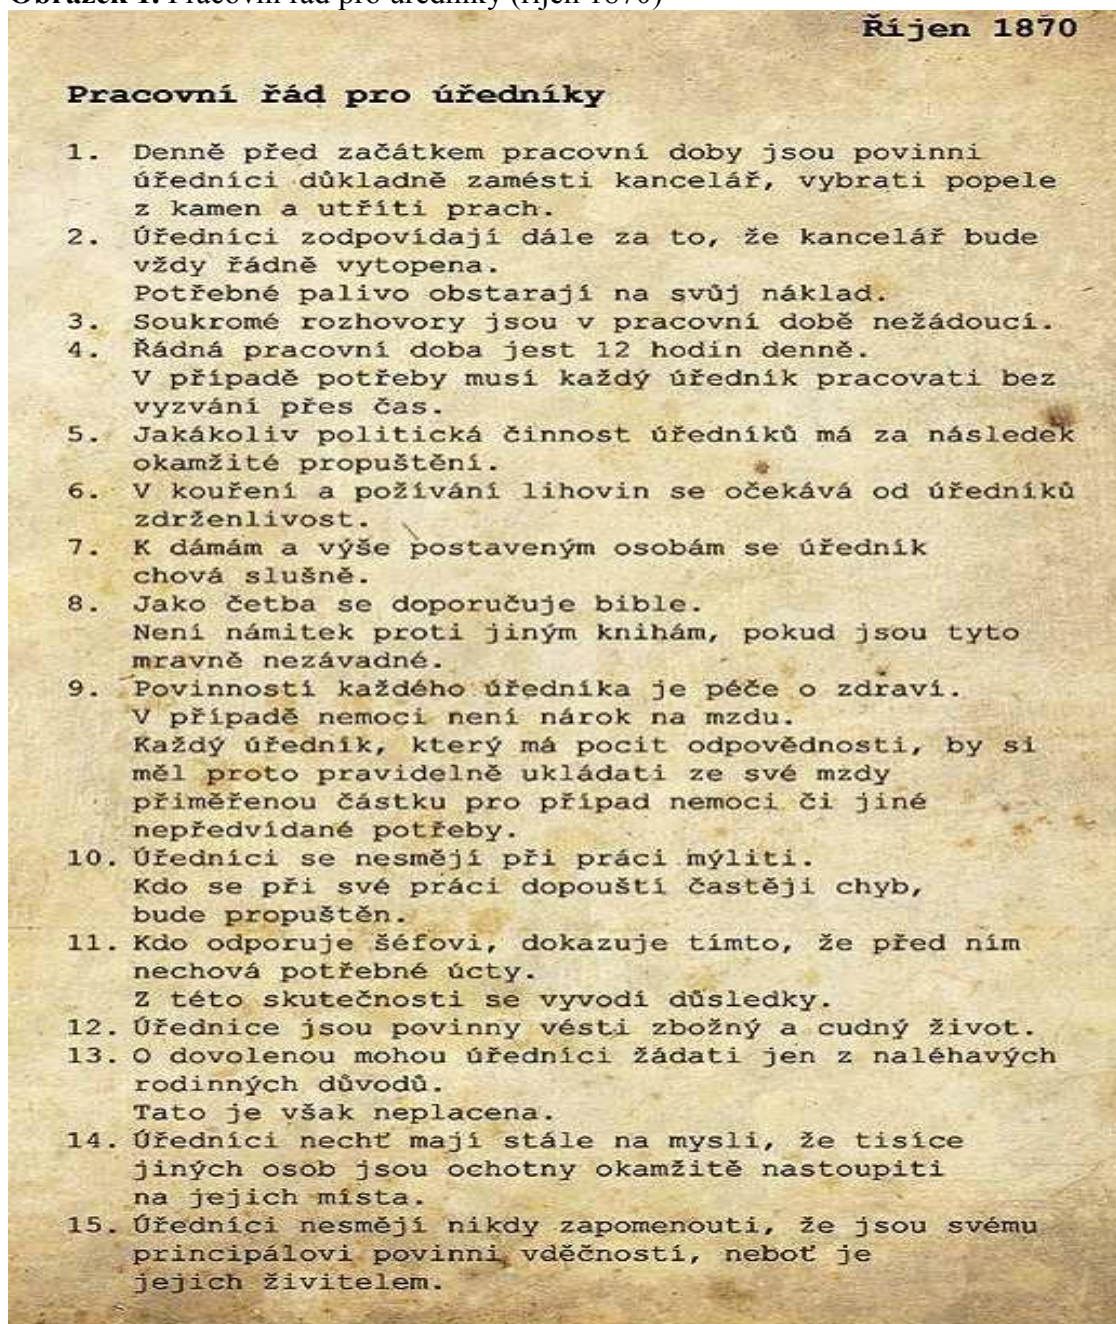 Obrázek 1. Pracovní řád pro úředníky (říjen 1870)
Říjen 1870
Pracovní řád pro úředníky
1. Denně před začátkem pracovní doby jsou povinni
úředníci důkladně zamésti kancelář, vybrati popele
z kamen a utříti prach.
2. Úředníci zodpovídají dále za to, že kancelář bude
vždy řádně vytopena.
Potřebné palivo obstarají na svůj náklad.
3. Soukromé rozhovory jsou v pracovní době nežádoucí.
4. Řádná pracovní doba jest 12 hodin denně.
V případě potřeby musí každý úředník pracovati bez
vyzvání přes čas.
5. Jakákoliv politická činnost úředníků má za následek
okamžité propuštění.
6. V kouření a požívání lihovin se očekává od úředníků
zdrženlivost.
7. K dámám a výše postaveným osobám se úředník
chová slušně.
8. Jako četba se doporučuje bible.
Není námitek proti jiným knihám, pokud jsou tyto
mravně nezávadné.
9. Povinností každého úředníka je péče o zdraví.
V případě nemoci není nárok na mzdu.
Každý úředník, který má pocit odpovědnosti, by si
měl proto pravidelně ukládati ze své mzdy
přiměřenou částku pro případ nemoci či jiné
nepředvídané potřeby.
10. Úředníci se nesmějí při práci mýliti.
Kdo se při své práci dopouští častěji chyb,
bude propuštěn.
11. Kdo odporuje šéfovi, dokazuje tímto, že před ním
nechová potřebné úcty.
Z této skutečnosti se vyvodí důsledky.
12. Úřednice jsou povinny vésti zbožný a cudný život.
13. O dovolenou mohou úředníci žádati jen z naléhavých
rodinných důvodů.
Tato je však neplacena.
14. Úředníci nechť mají stále na mysli, že tisíce
jiných osob jsou ochotny okamžitě nastoupiti
na jejich místa.
15. Úředníci nesmějí nikdy zapomenouti, že jsou svému
principálovi povinni vděčností, neboť je
jejich živitelem.